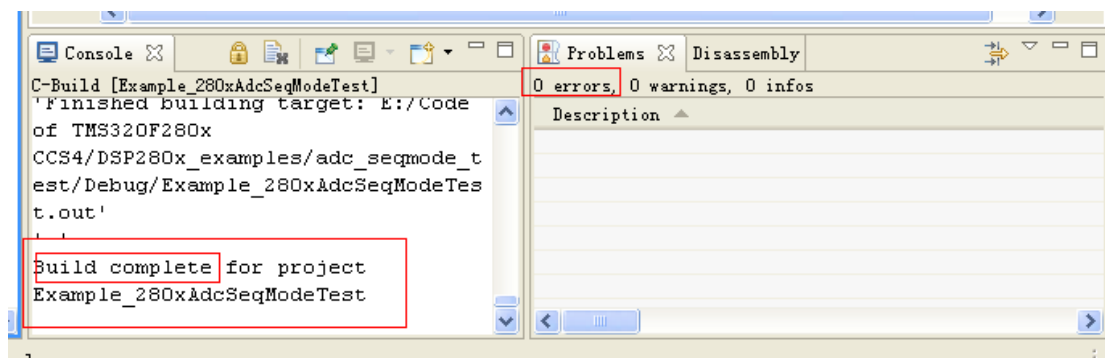 Console
Problems
Disassembly
C-Build [Example_280xAdcSeqModeTest]
0 errors, 0 warnings, 0 infos
'Finished building target: E:/Code
of TMS320F280x
CCS4/DSP280x_examples/adc_seqmode_t
est/Debug/Example_280xAdcSeqModeTes
t.out'
' '
Build complete for project
Example_280xAdcSeqModeTest
Description